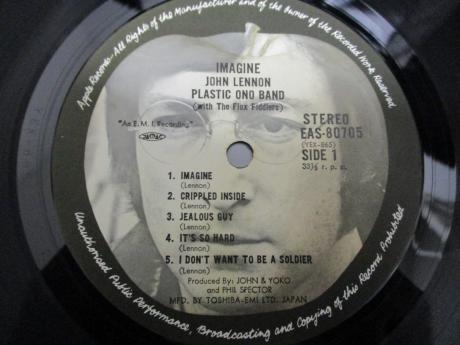 Apple Records-All Rights of the Manufacturer and of the Owner of the Recorded Work Reserved.
IMAGINE
JOHN LENNON
PLASTIC ONO BAND
(with The Flux Fiddlers)
"An E. M. I. Recording"
STEREO
EAS-80705
(YEX-865)
SIDE 1
33⅓ r. p. m.
1. IMAGINE
(Lennon)
2. CRIPPLED INSIDE
(Lennon)
3. JEALOUS GUY
(Lennon)
4. IT'S SO HARD
(Lennon)
5. I DON'T WANT TO BE A SOLDIER
(Lennon)
Produced By: JOHN & YOKO
and PHIL SPECTOR
MFD. BY TOSHIBA-EMI LTD. JAPAN
Unauthorised Public Performance, Broadcasting and Copying of this Record Prohibited